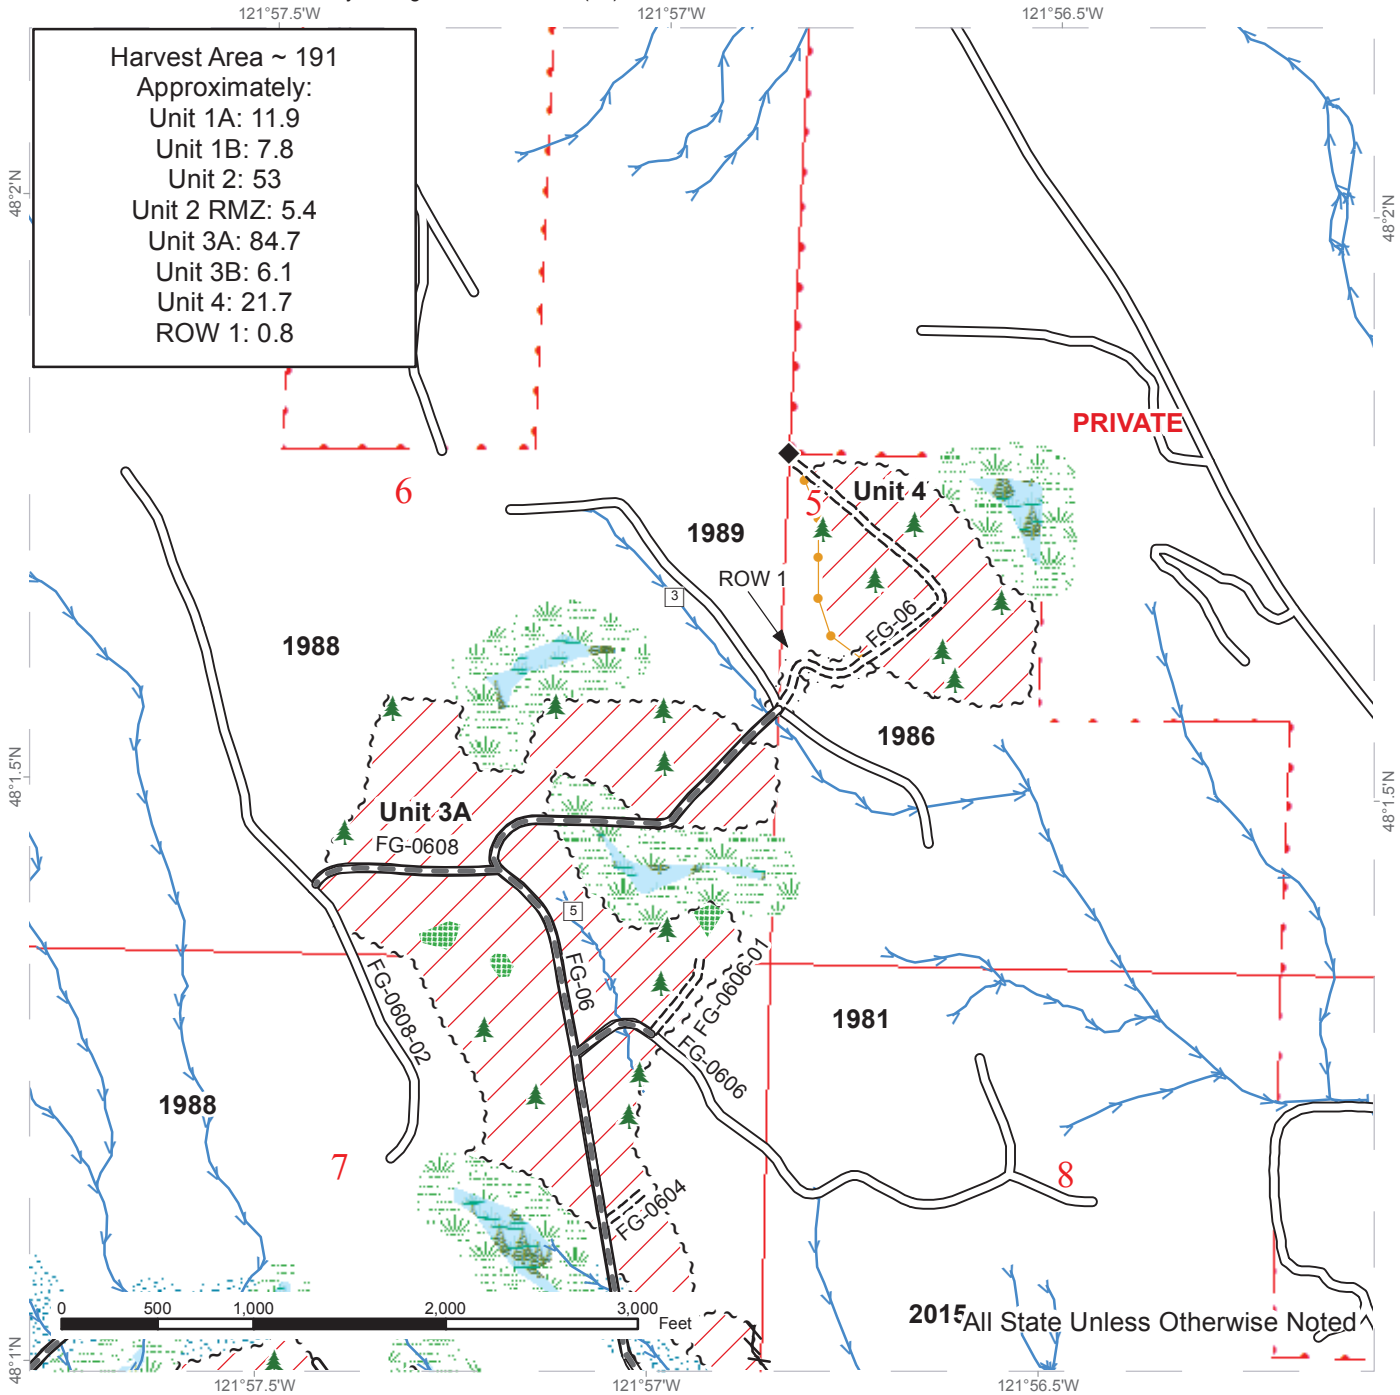 121°57.5'W
121°57'W
121°56.5'W
Harvest Area ~ 191
Approximately:
Unit 1A: 11.9
Unit 1B: 7.8
Unit 2: 53
Unit 2 RMZ: 5.4
Unit 3A: 84.7
Unit 3B: 6.1
Unit 4: 21.7
ROW 1: 0.8
48°2'N
48°2'N
PRIVATE
6
5
Unit 4
1989
ROW 1
3
FG-06
1988
1986
48°1.5'N
48°1.5'N
Unit 3A
FG-0608
5
FG-06
FG-0606-01
FG-0608-02
1981
FG-0606
1988
7
8
FG-0604
0
500
1,000
2,000
3,000
Feet
2015
All State Unless Otherwise Noted
48°1'N
121°57.5'W
121°57'W
121°56.5'W